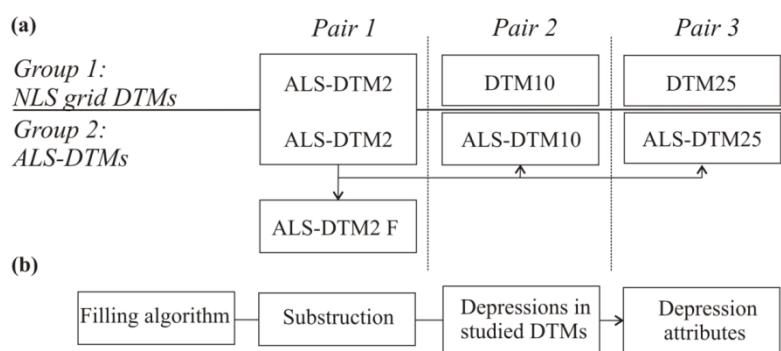 (a)
Pair 1
Pair 2
Pair 3
Group 1:
NLS grid DTMs
ALS-DTM2
DTM10
DTM25
Group 2:
ALS-DTMs
ALS-DTM2
ALS-DTM10
ALS-DTM25
ALS-DTM2 F
(b)
Filling algorithm
Substruction
Depressions in
studied DTMs
Depression
attributes